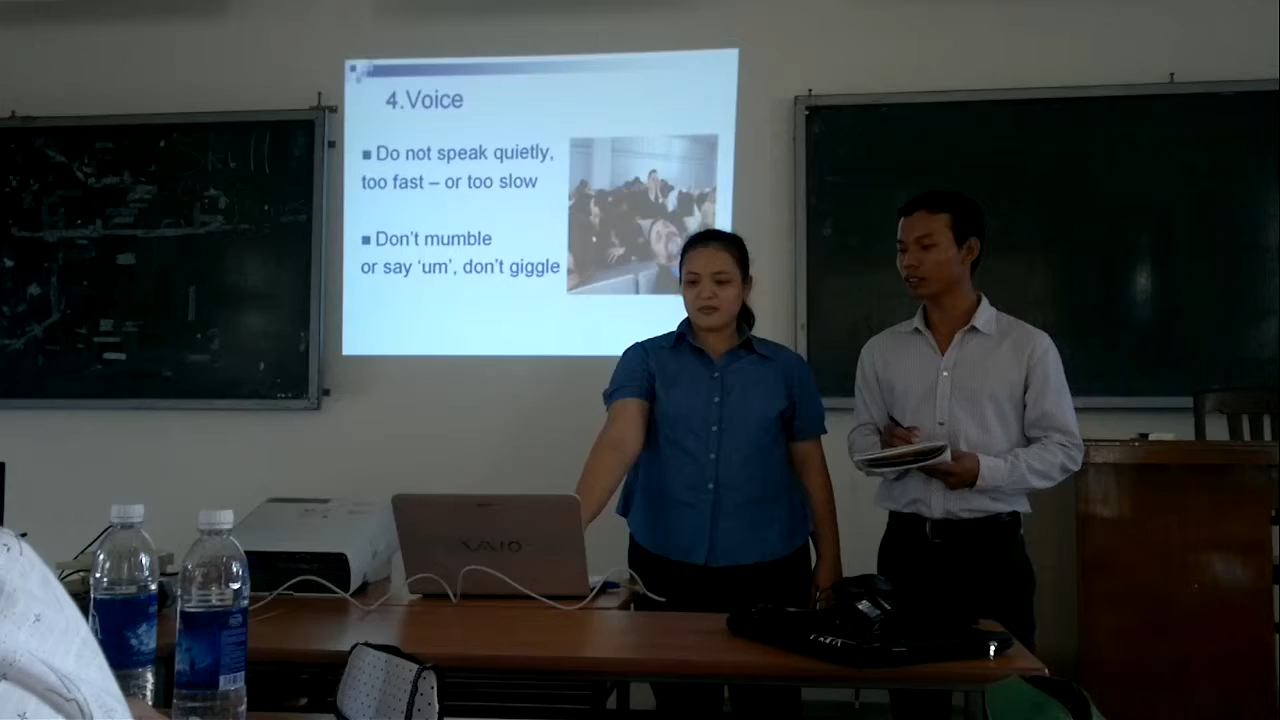 4.Voice
Do not speak quietly,
too fast – or too slow
Don't mumble
or say 'um', don't giggle
VAIO